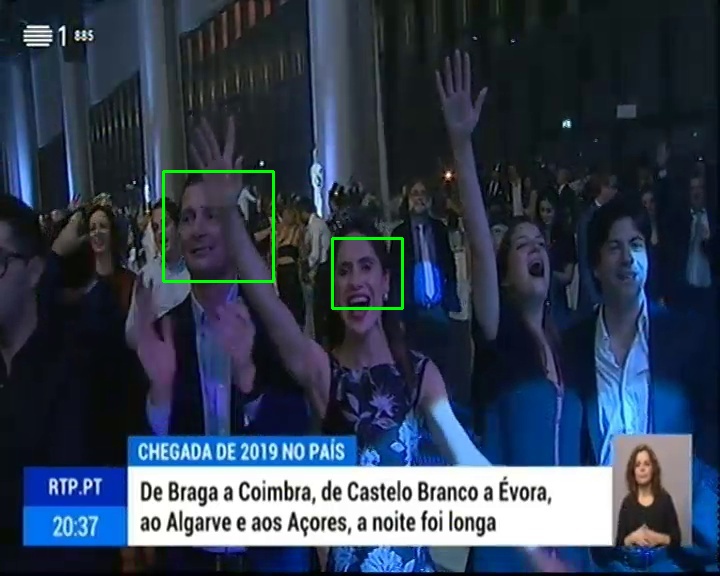 1 885
CHEGADA DE 2019 NO PAÍS
RTP.PT
De Braga a Coimbra, de Castelo Branco a Évora,
20:37
ao Algarve e aos Açores, a noite foi longa